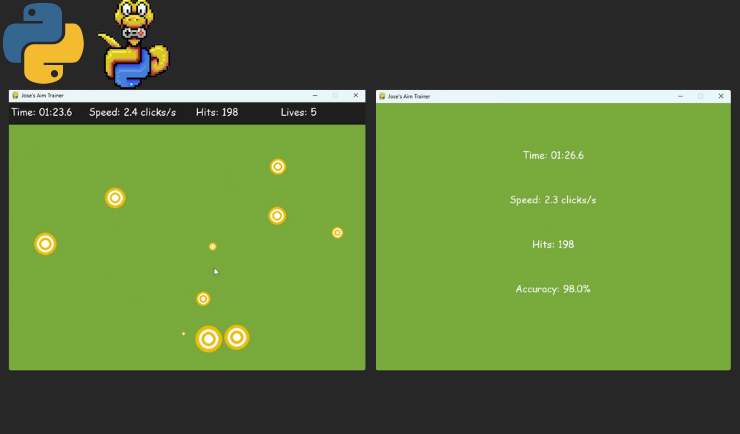 Jose's Aim Trainer
Time: 01:23.6 Speed: 2.4 clicks/s Hits: 198 Lives: 5
Jose's Aim Trainer
Time: 01:26.6
Speed: 2.3 clicks/s
Hits: 198
Accuracy: 98.0%